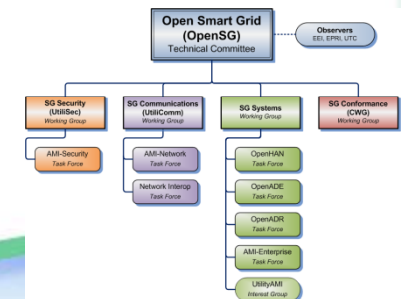 Open Smart Grid
(OpenSG)
Technical Committee
Observers
EEI, EPRI, UTC
SG Security
(UtiliSec)
Working Group
SG Communications
(UtiliComm)
Working Group
SG Systems
Working Group
SG Conformance
(CWG)
Working Group
AMI-Security
Task Force
AMI-Network
Task Force
Network Interop
Task Force
OpenHAN
Task Force
OpenADE
Task Force
OpenADR
Task Force
AMI-Enterprise
Task Force
UtilityAMI
Interest Group